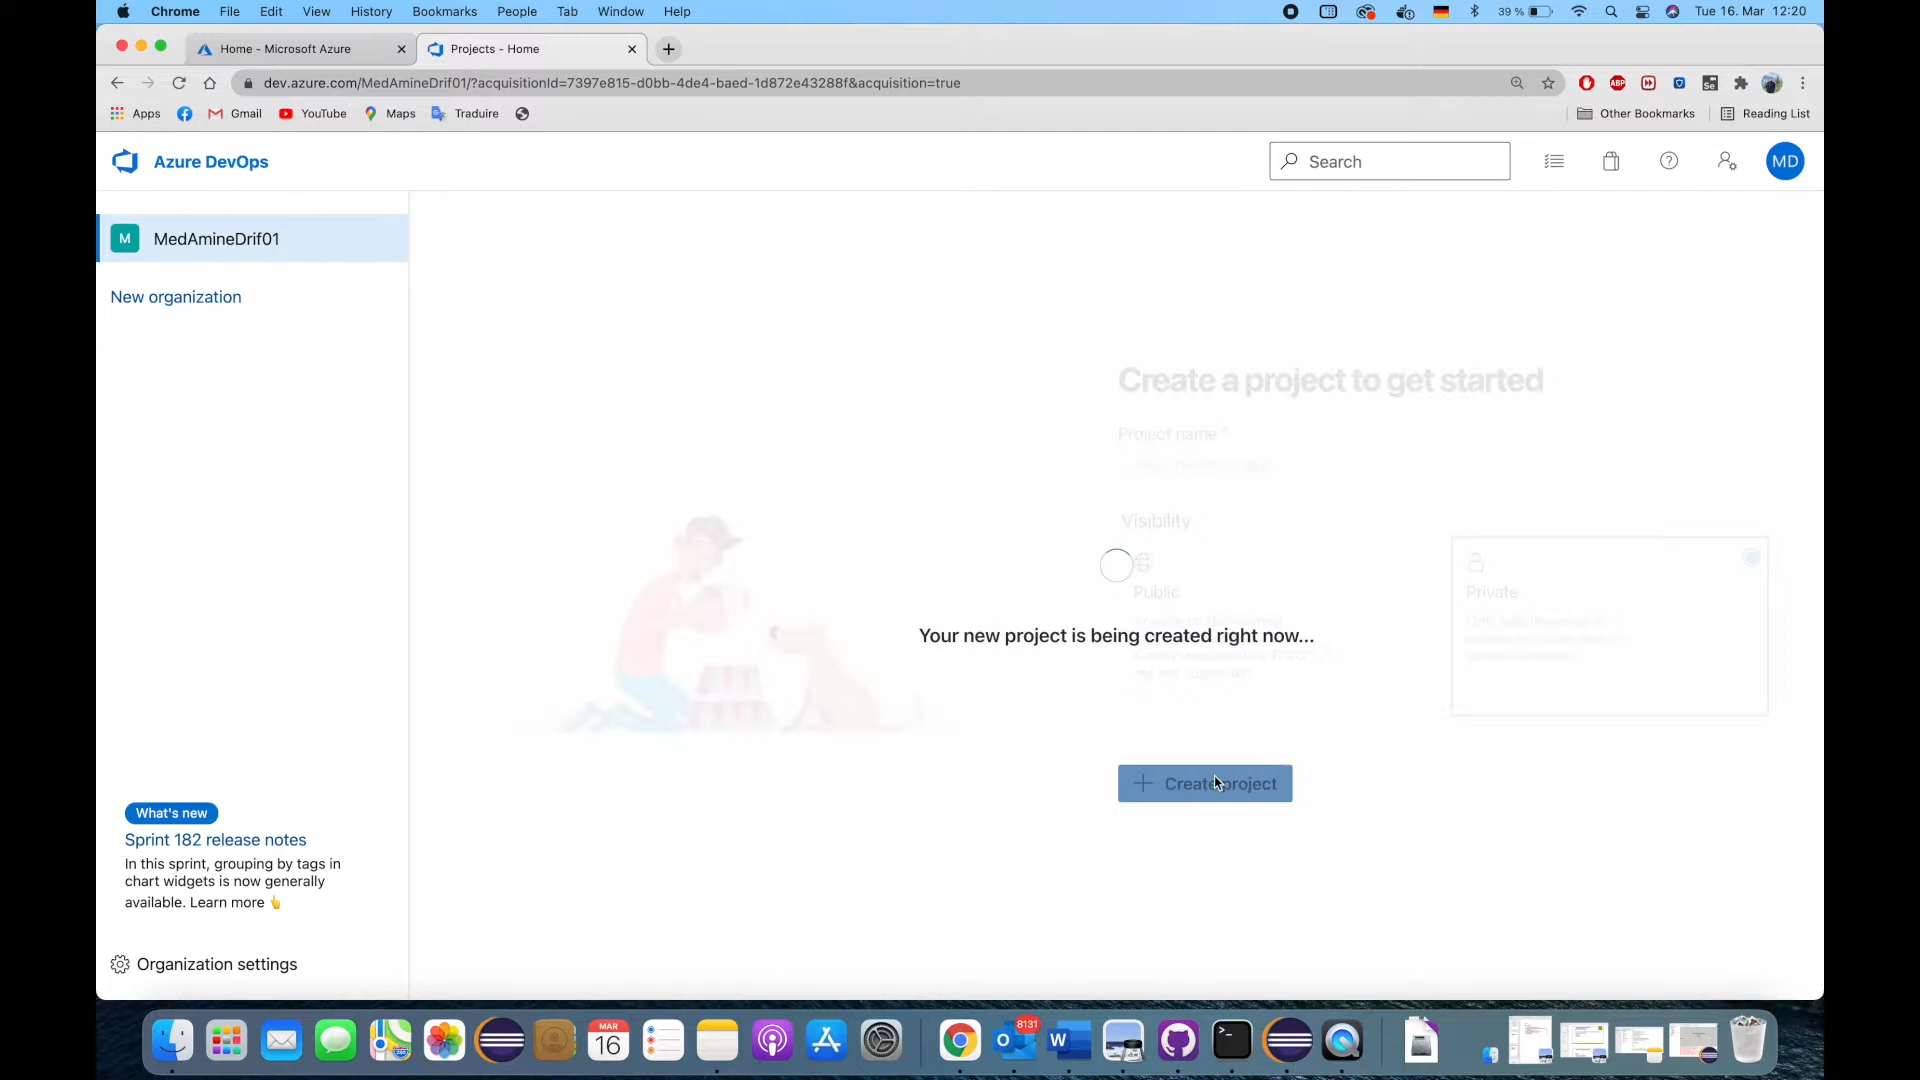 Chrome File Edit View History Bookmarks People Tab Window Help
39 % Tue 16. Mar 12:20
Home - Microsoft Azure
Projects - Home
dev.azure.com/MedAmineDrif01/?acquisitionId=7397e815-d0bb-4de4-baed-1d872e43288f&acquisition=true
ABP
Se
Apps Gmail YouTube Maps Traduire Other Bookmarks Reading List
Azure DevOps
Search
MD
M MedAmineDrif01
New organization
Create a project to get started
Project name *
Visibility
Public
Private
Your new project is being created right now...
Create project
What's new
Sprint 182 release notes
In this sprint, grouping by tags in
chart widgets is now generally
available. Learn more 👆
Organization settings
MAR
16
8131